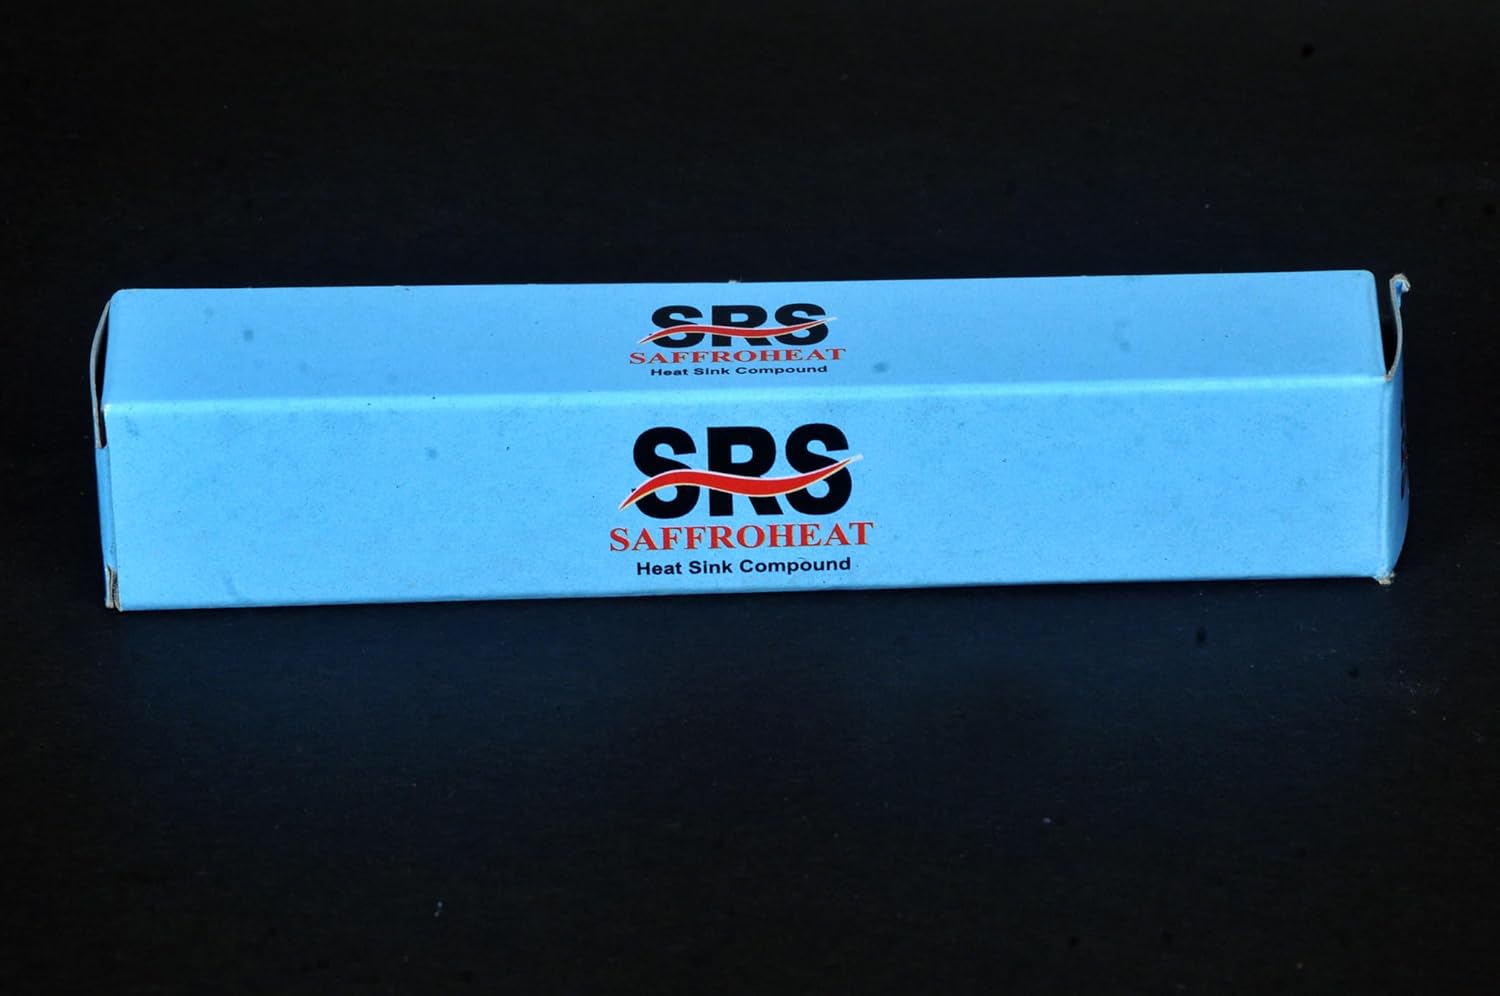 SRS
SAFFROHEAT
Heat Sink Compound
SRS
SAFFROHEAT
Heat Sink Compound